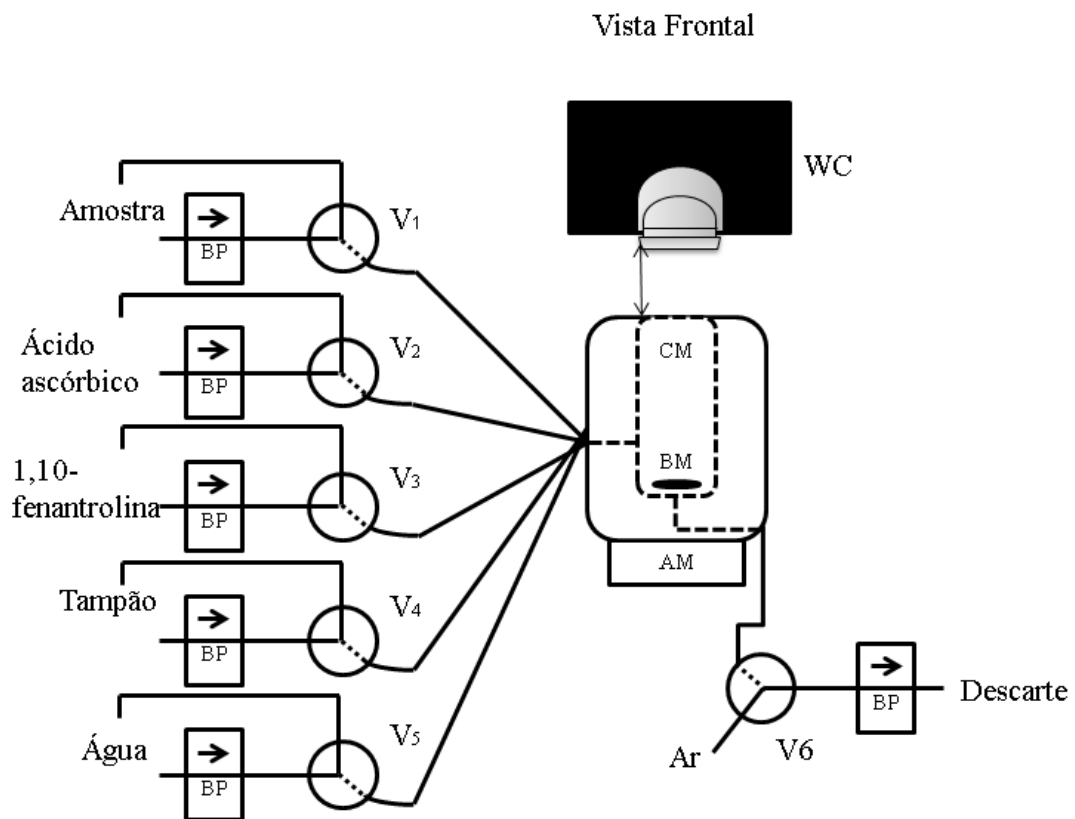 Vista Frontal
WC
Amostra
BP
V1
Ácido
ascórbico
BP
V2
1,10-
fenantrolina
BP
V3
Tampão
BP
V4
Água
BP
V5
CM
BM
AM
BP
Descarte
Ar
V6